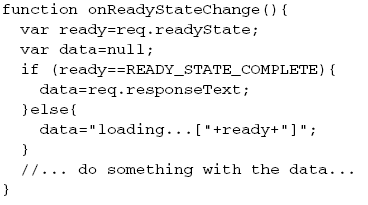 function onReadyStateChange(){
  var ready=req.readyState;
  var data=null;
  if (ready==READY_STATE_COMPLETE){
    data=req.responseText;
  }else{
    data="loading...["+ready+"]";
  }
  //... do something with the data...
}